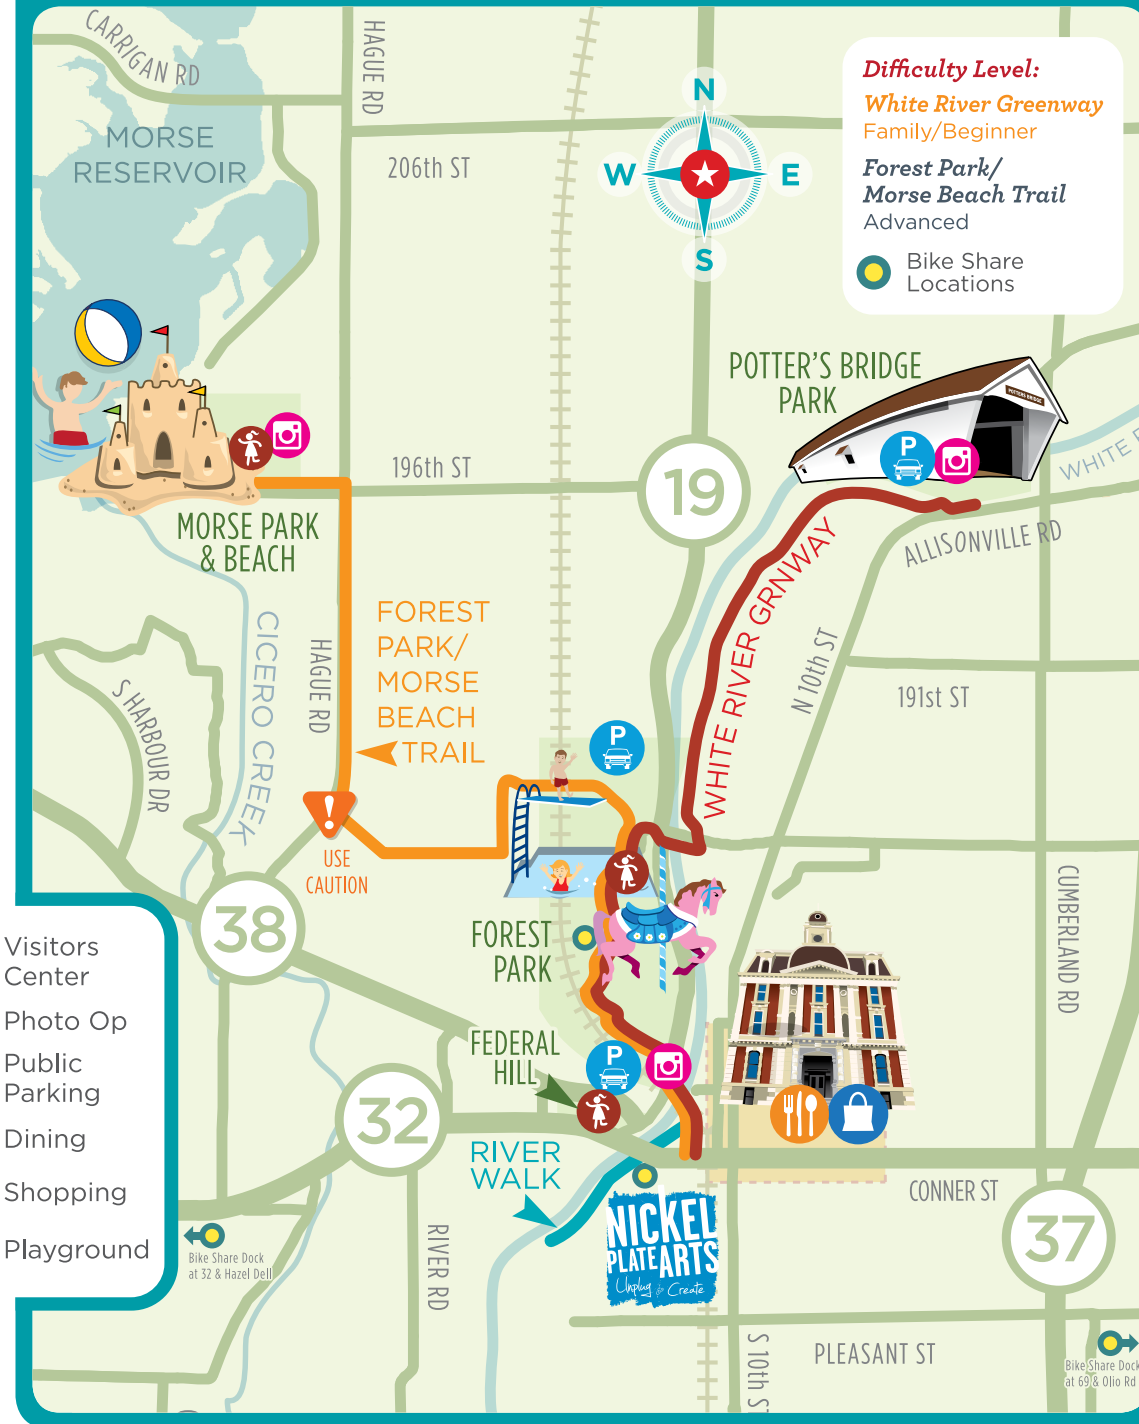 CARRIGAN RD
HAGUE RD
MORSE
RESERVOIR
206th ST
N
W
E
S
Difficulty Level:
White River Greenway
Family/Beginner
Forest Park/
Morse Beach Trail
Advanced
Bike Share
Locations
POTTER'S BRIDGE
PARK
POTTERS BRIDGE
P
WHITE
196th ST
19
ALLISONVILLE RD
MORSE PARK
& BEACH
CICERO CREEK
HAGUE RD
FOREST
PARK/
MORSE
BEACH
TRAIL
WHITE RIVER GRNWAY
N 10th ST
191st ST
S HARBOUR DR
P
!
USE
CAUTION
CUMBERLAND RD
38
FOREST
PARK
Visitors
Center
Photo Op
Public
Parking
Dining
Shopping
Playground
FEDERAL
HILL
P
32
RIVER
WALK
CONNER ST
NICKEL
PLATE ARTS
Unplug & Create
37
Bike Share Dock
at 32 & Hazel Dell
RIVER RD
S 10th ST
PLEASANT ST
Bike Share Dock
at 69 & Olio Rd